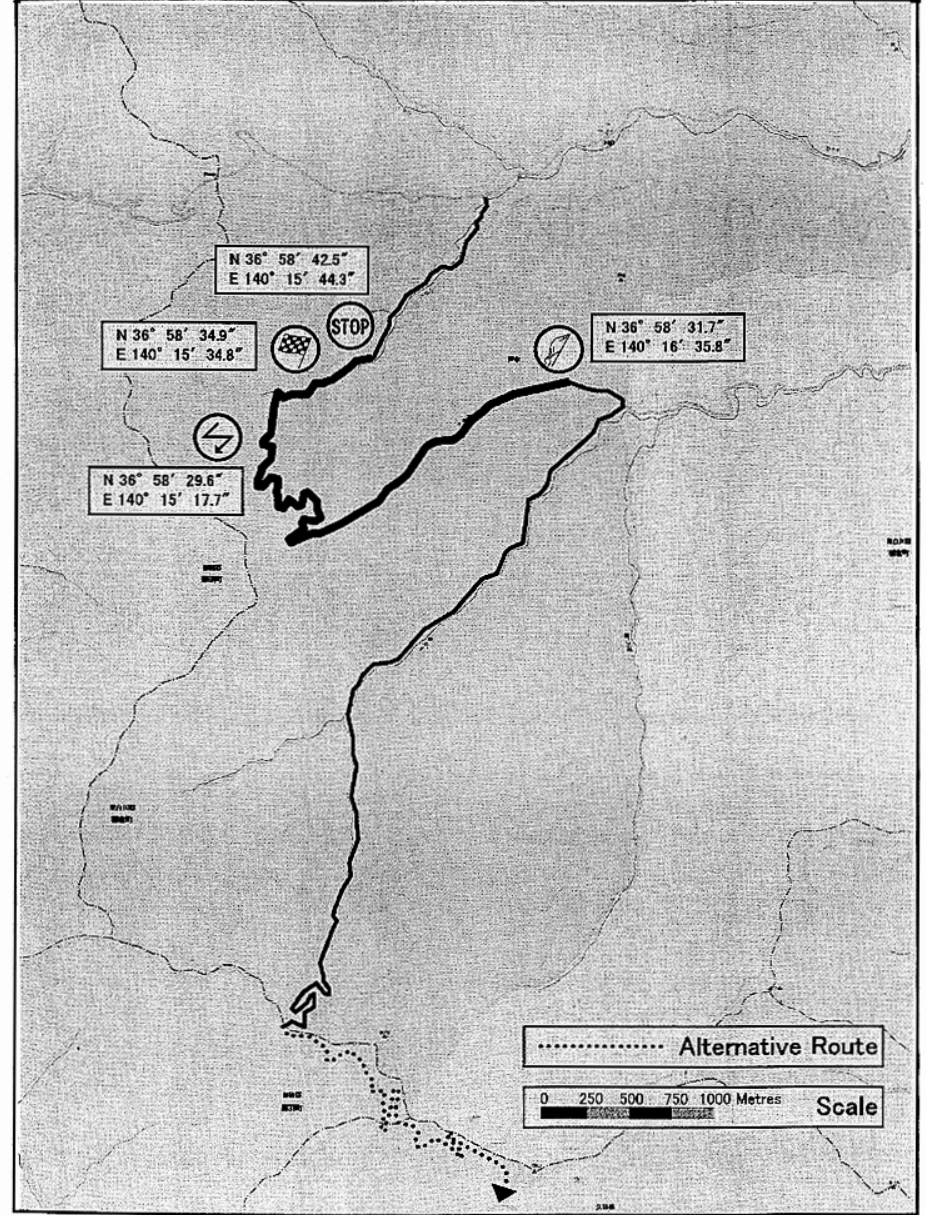 N 36° 58′ 42.5″
E 140° 15′ 44.3″
STOP
N 36° 58′ 34.9″
E 140° 15′ 34.8″
N 36° 58′ 31.7″
E 140° 16′ 35.8″
N 36° 58′ 29.6″
E 140° 15′ 17.7″
Alternative Route
0 250 500 750 1000 Metres
Scale